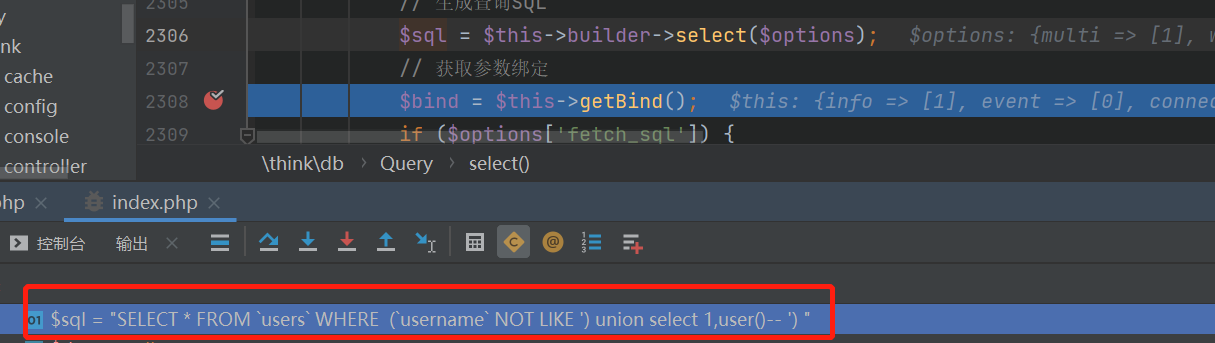 2305 // 生成查询SQL
2306 $sql = $this->builder->select($options); $options: {multi => [1], w
2307 // 获取参数绑定
2308 $bind = $this->getBind(); $this: {info => [1], event => [0], connec
2309 if ($options['fetch_sql']) {
y
nk
cache
config
console
controller
\think\db > Query > select()
hp × index.php ×
控制台 输出 ×
01 $sql = "SELECT * FROM `users` WHERE (`username` NOT LIKE ') union select 1,user()-- ') "